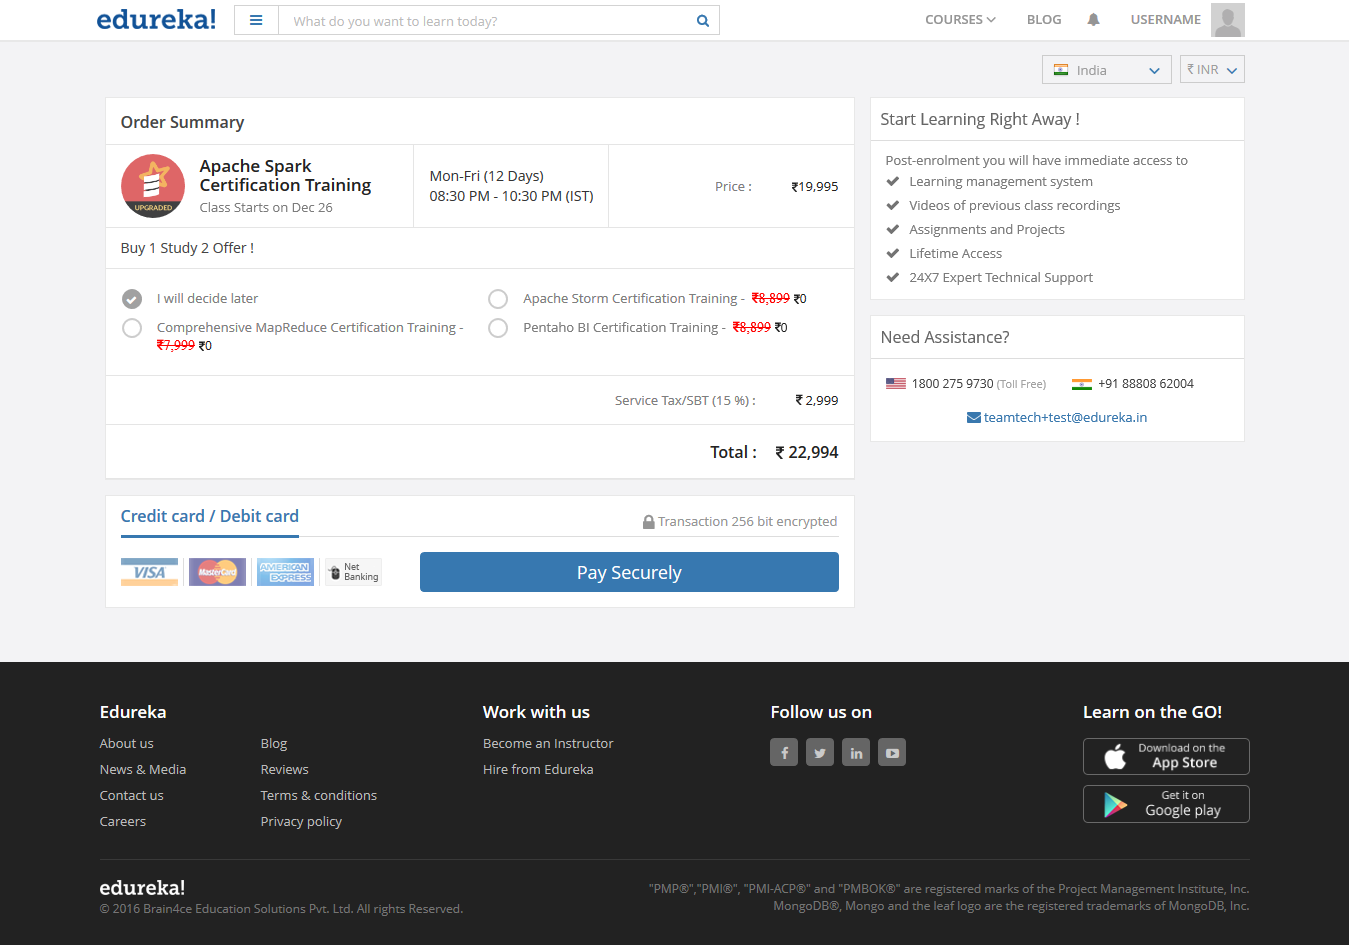 edureka!
What do you want to learn today?
COURSES
BLOG
USERNAME
India
₹ INR
Order Summary
UPGRADED
Apache Spark
Certification Training
Class Starts on Dec 26
Mon-Fri (12 Days)
08:30 PM - 10:30 PM (IST)
Price :
₹19,995
Buy 1 Study 2 Offer !
I will decide later
Apache Storm Certification Training - ₹8,899 ₹0
Comprehensive MapReduce Certification Training -
₹7,999 ₹0
Pentaho BI Certification Training - ₹8,899 ₹0
Service Tax/SBT (15 %) : ₹ 2,999
Total : ₹ 22,994
Credit card / Debit card
Transaction 256 bit encrypted
VISA
MasterCard
AMERICAN
EXPRESS
Net
Banking
Pay Securely
Start Learning Right Away !
Post-enrolment you will have immediate access to
Learning management system
Videos of previous class recordings
Assignments and Projects
Lifetime Access
24X7 Expert Technical Support
Need Assistance?
1800 275 9730 (Toll Free)
+91 88808 62004
teamtech+test@edureka.in
Edureka
About us
News & Media
Contact us
Careers
Blog
Reviews
Terms & conditions
Privacy policy
Work with us
Become an Instructor
Hire from Edureka
Follow us on
Learn on the GO!
Download on the
App Store
Get it on
Google play
edureka!
© 2016 Brain4ce Education Solutions Pvt. Ltd. All rights Reserved.
"PMP®","PMI®", "PMI-ACP®" and "PMBOK®" are registered marks of the Project Management Institute, Inc.
MongoDB®, Mongo and the leaf logo are the registered trademarks of MongoDB, Inc.